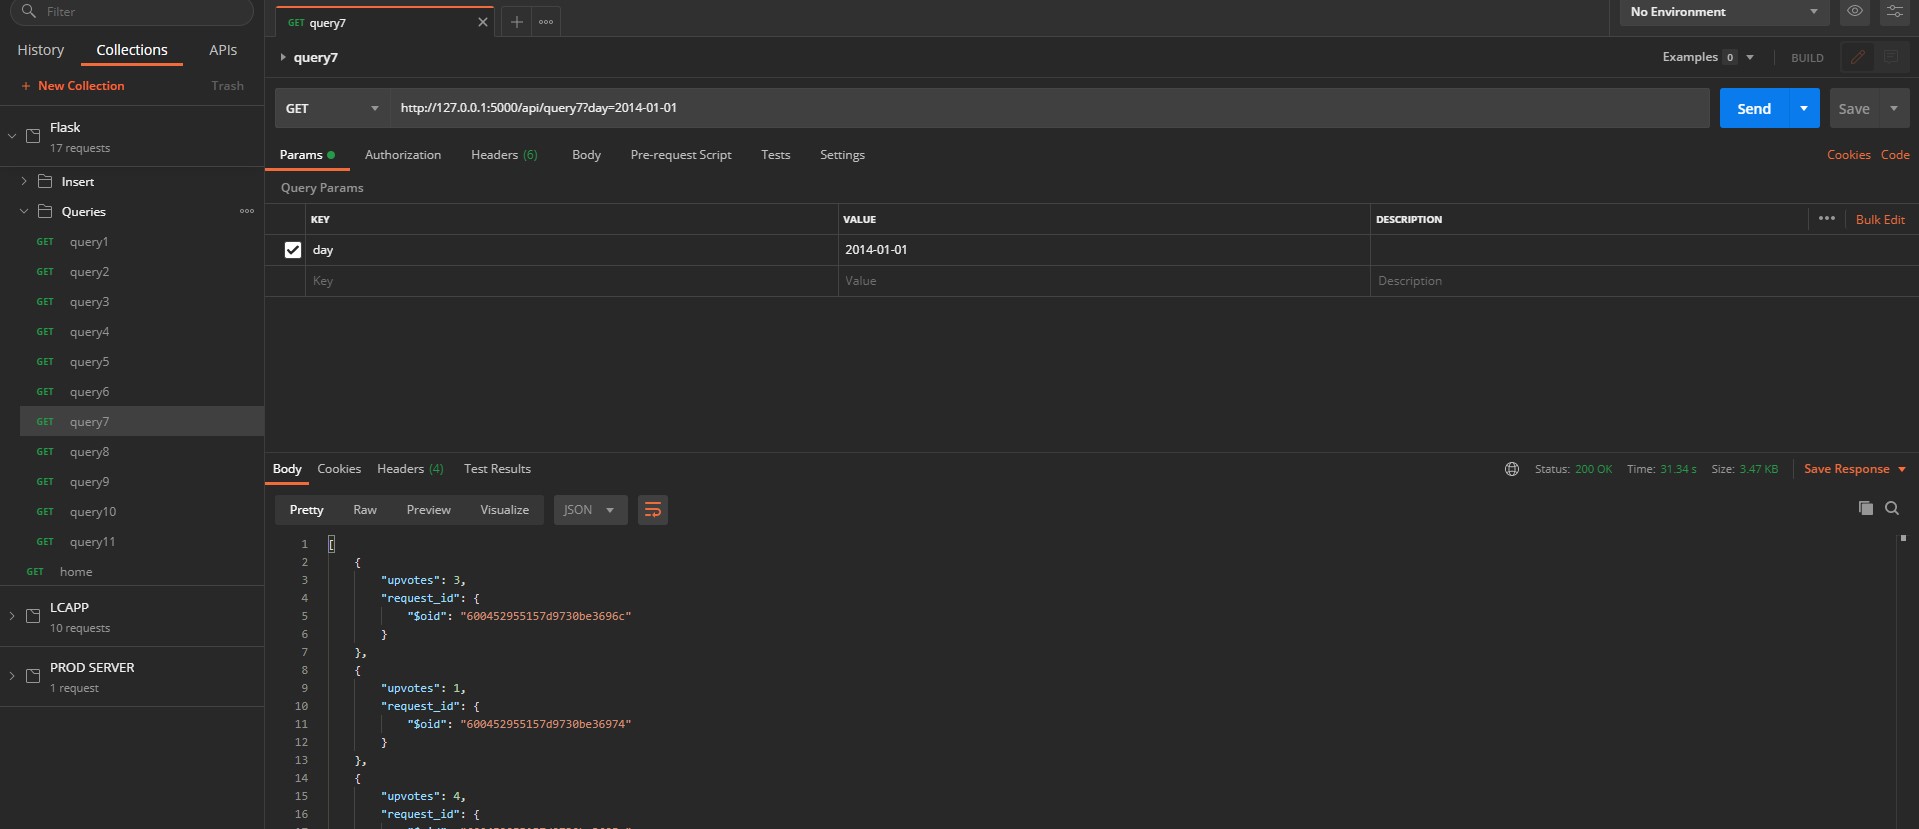 Filter
History Collections APIs
+ New Collection Trash
Flask
17 requests
Insert
Queries
GET query1
GET query2
GET query3
GET query4
GET query5
GET query6
GET query7
GET query8
GET query9
GET query10
GET query11
GET home
LCAPP
10 requests
PROD SERVER
1 request
GET query7
No Environment
query7
Examples 0 BUILD
GET http://127.0.0.1:5000/api/query7?day=2014-01-01 Send Save
Params Authorization Headers (6) Body Pre-request Script Tests Settings Cookies Code
Query Params
KEY VALUE DESCRIPTION Bulk Edit
day 2014-01-01
Key Value Description
Body Cookies Headers (4) Test Results Status: 200 OK Time: 31.34 s Size: 3.47 KB Save Response
Pretty Raw Preview Visualize JSON
1 [
2 {
3 "upvotes": 3,
4 "request_id": {
5 "$oid": "600452955157d9730be3696c"
6 }
7 },
8 {
9 "upvotes": 1,
10 "request_id": {
11 "$oid": "600452955157d9730be36974"
12 }
13 },
14 {
15 "upvotes": 4,
16 "request_id": {